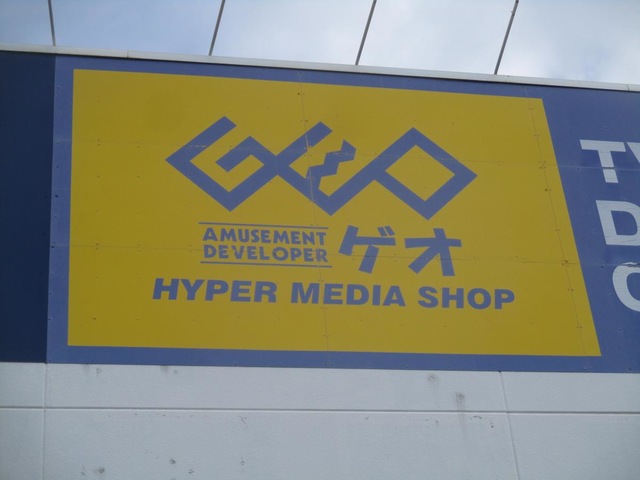 GEO
AMUSEMENT
DEVELOPER
ゲオ
HYPER MEDIA SHOP